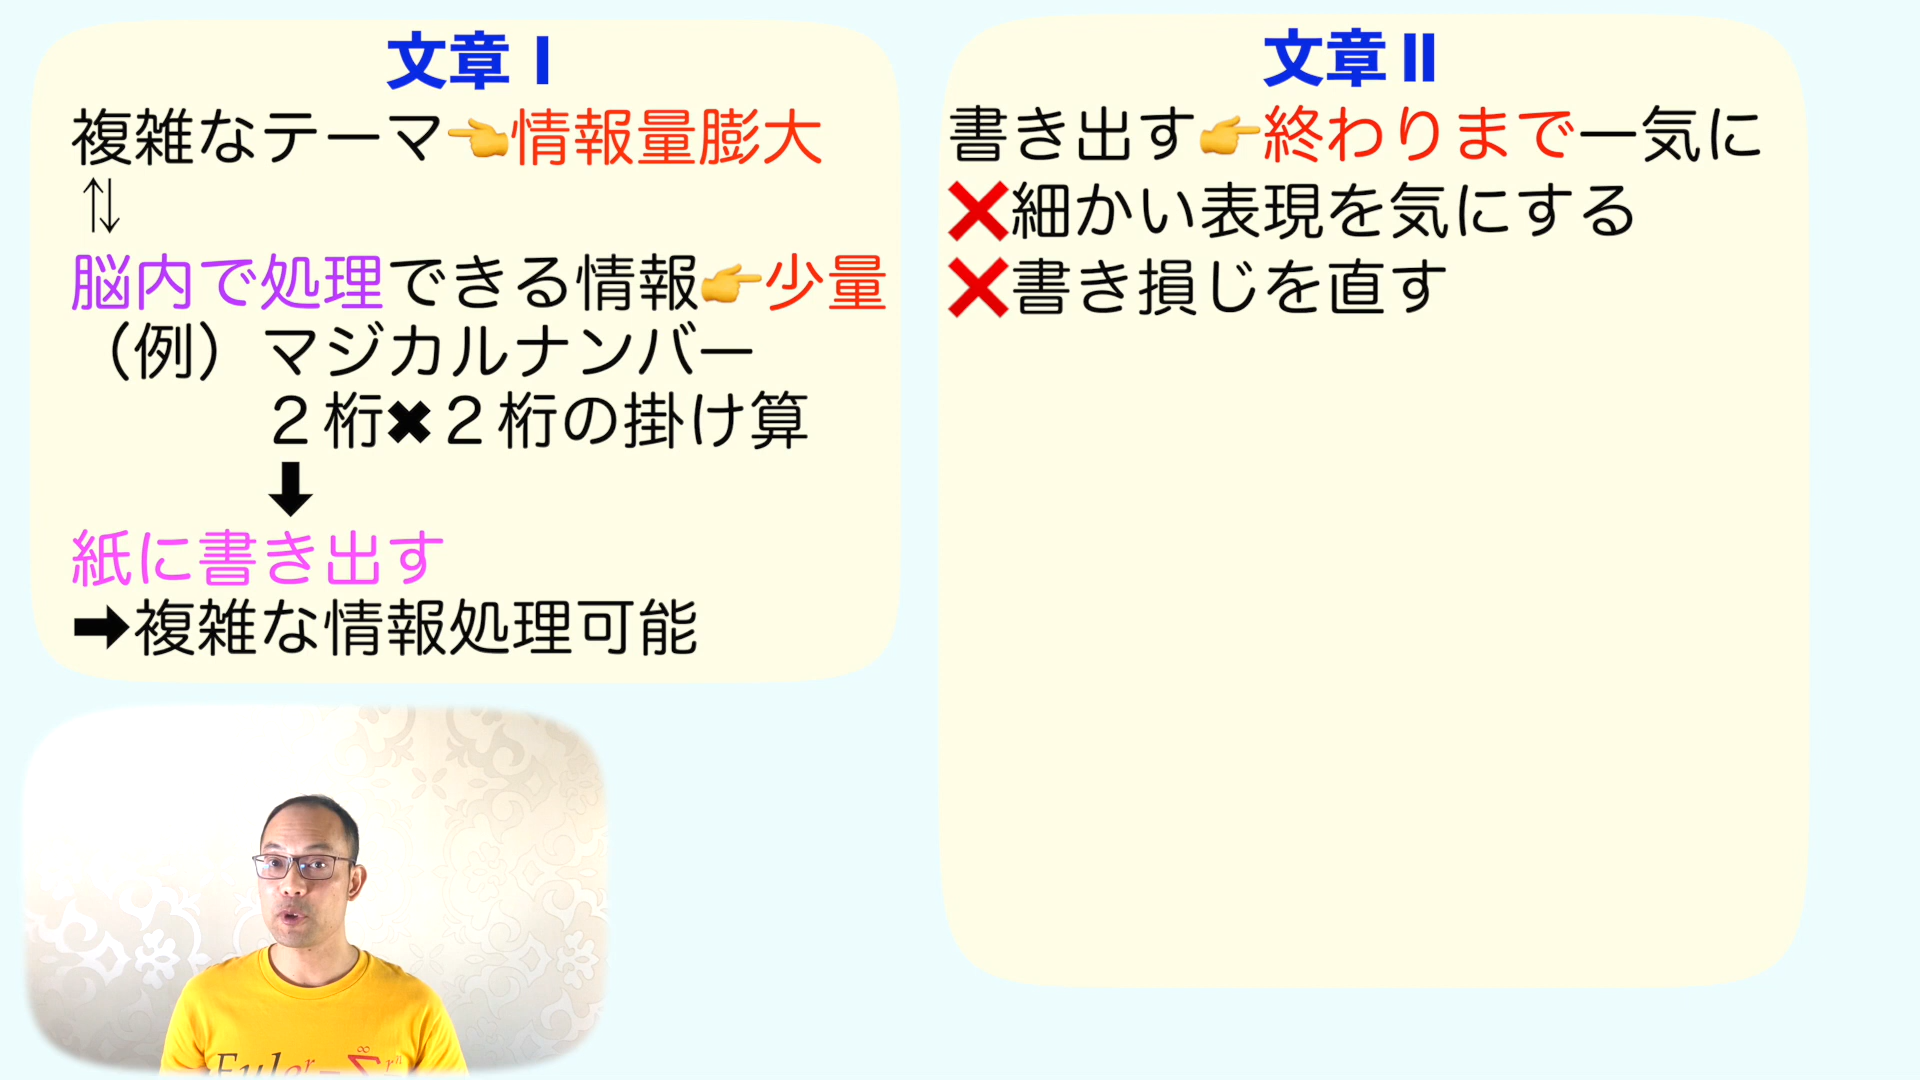 文章 I
複雑なテーマ👈情報量膨大
⇅
脳内で処理できる情報👉少量
（例）マジカルナンバー
２桁✖２桁の掛け算
⬇
紙に書き出す
➡複雑な情報処理可能
文章 II
書き出す👉終わりまで一気に
❌細かい表現を気にする
❌書き損じを直す